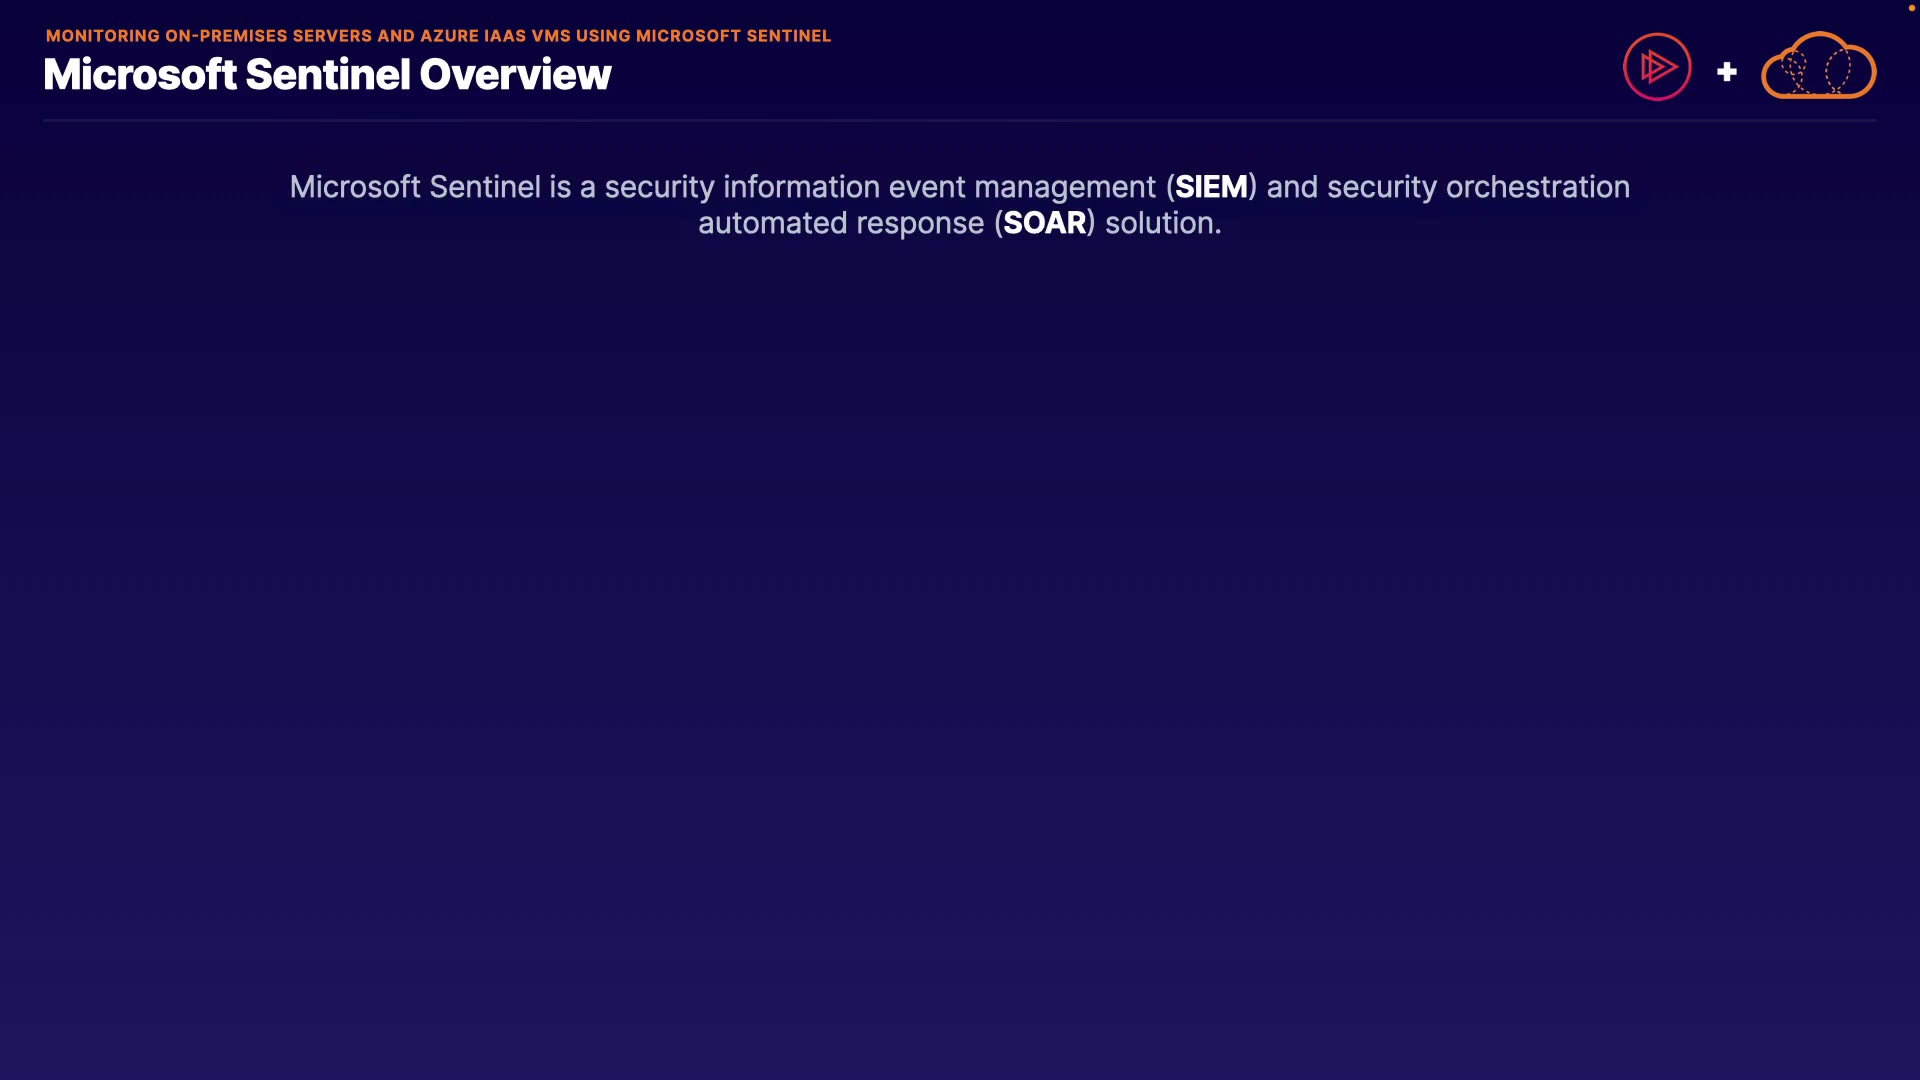 MONITORING ON-PREMISES SERVERS AND AZURE IAAS VMS USING MICROSOFT SENTINEL
Microsoft Sentinel Overview
Microsoft Sentinel is a security information event management (SIEM) and security orchestration
automated response (SOAR) solution.